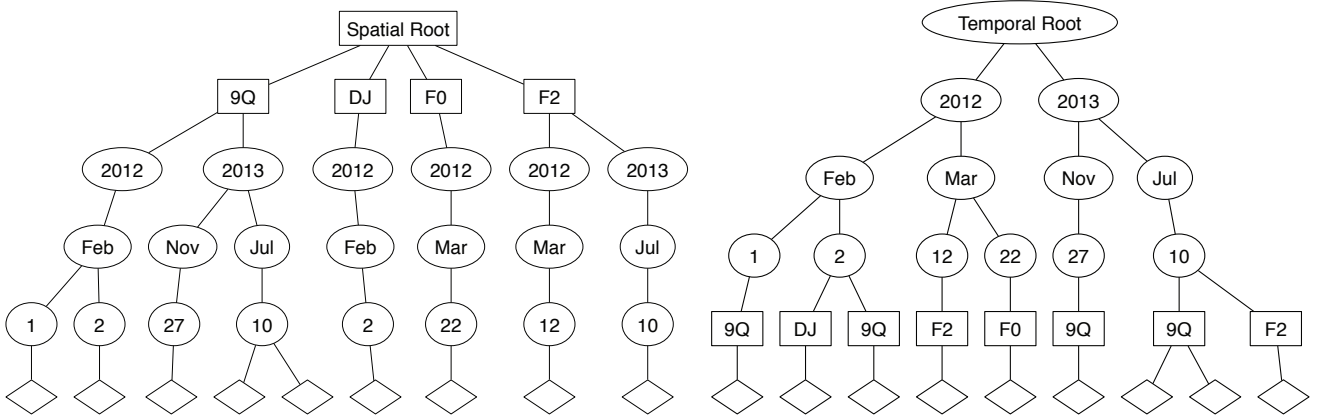 Spatial Root
9Q DJ F0 F2
2012 2013 2012 2012 2012 2013
Feb Nov Jul Feb Mar Mar Jul
1 2 27 10 2 22 12 10
Temporal Root
2012 2013
Feb Mar Nov Jul
1 2 12 22 27 10
9Q DJ 9Q F2 F0 9Q 9Q F2